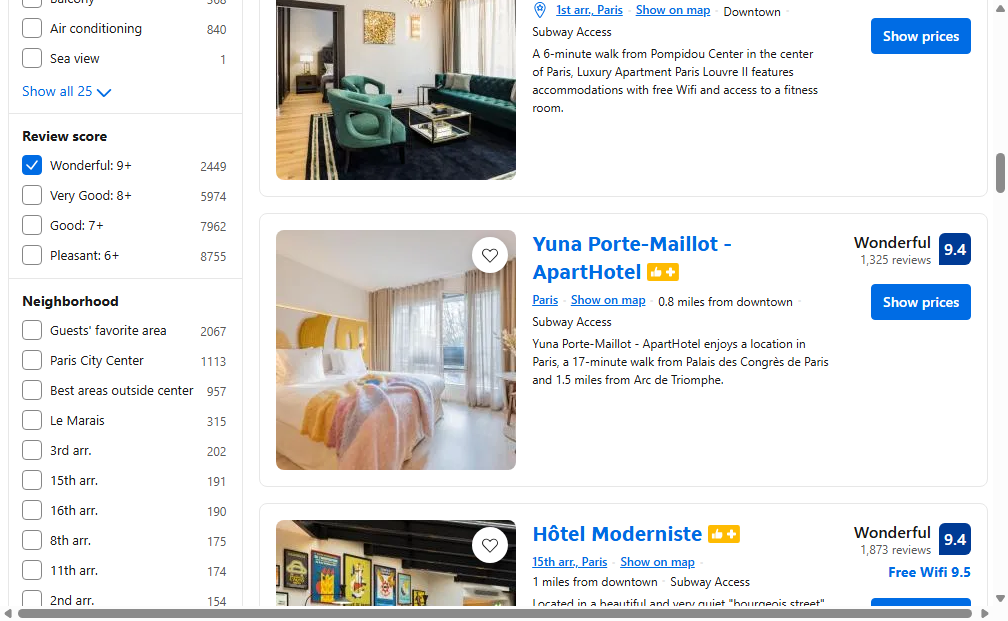 Balcony 368
Air conditioning 840
Sea view 1
Show all 25
Review score
Wonderful: 9+ 2449
Very Good: 8+ 5974
Good: 7+ 7962
Pleasant: 6+ 8755
Neighborhood
Guests' favorite area 2067
Paris City Center 1113
Best areas outside center 957
Le Marais 315
3rd arr. 202
15th arr. 191
16th arr. 190
8th arr. 175
11th arr. 174
2nd arr. 154
1st arr., Paris · Show on map · Downtown ·
Subway Access
A 6-minute walk from Pompidou Center in the center
of Paris, Luxury Apartment Paris Louvre II features
accommodations with free Wifi and access to a fitness
room.
Show prices
Yuna Porte-Maillot -
ApartHotel
Paris · Show on map · 0.8 miles from downtown ·
Subway Access
Yuna Porte-Maillot - ApartHotel enjoys a location in
Paris, a 17-minute walk from Palais des Congrès de Paris
and 1.5 miles from Arc de Triomphe.
Wonderful 9.4
1,325 reviews
Show prices
Hôtel Moderniste
15th arr., Paris · Show on map ·
1 miles from downtown · Subway Access
Located in a beautiful and very quiet "bourgeois street"
Wonderful 9.4
1,873 reviews
Free Wifi 9.5